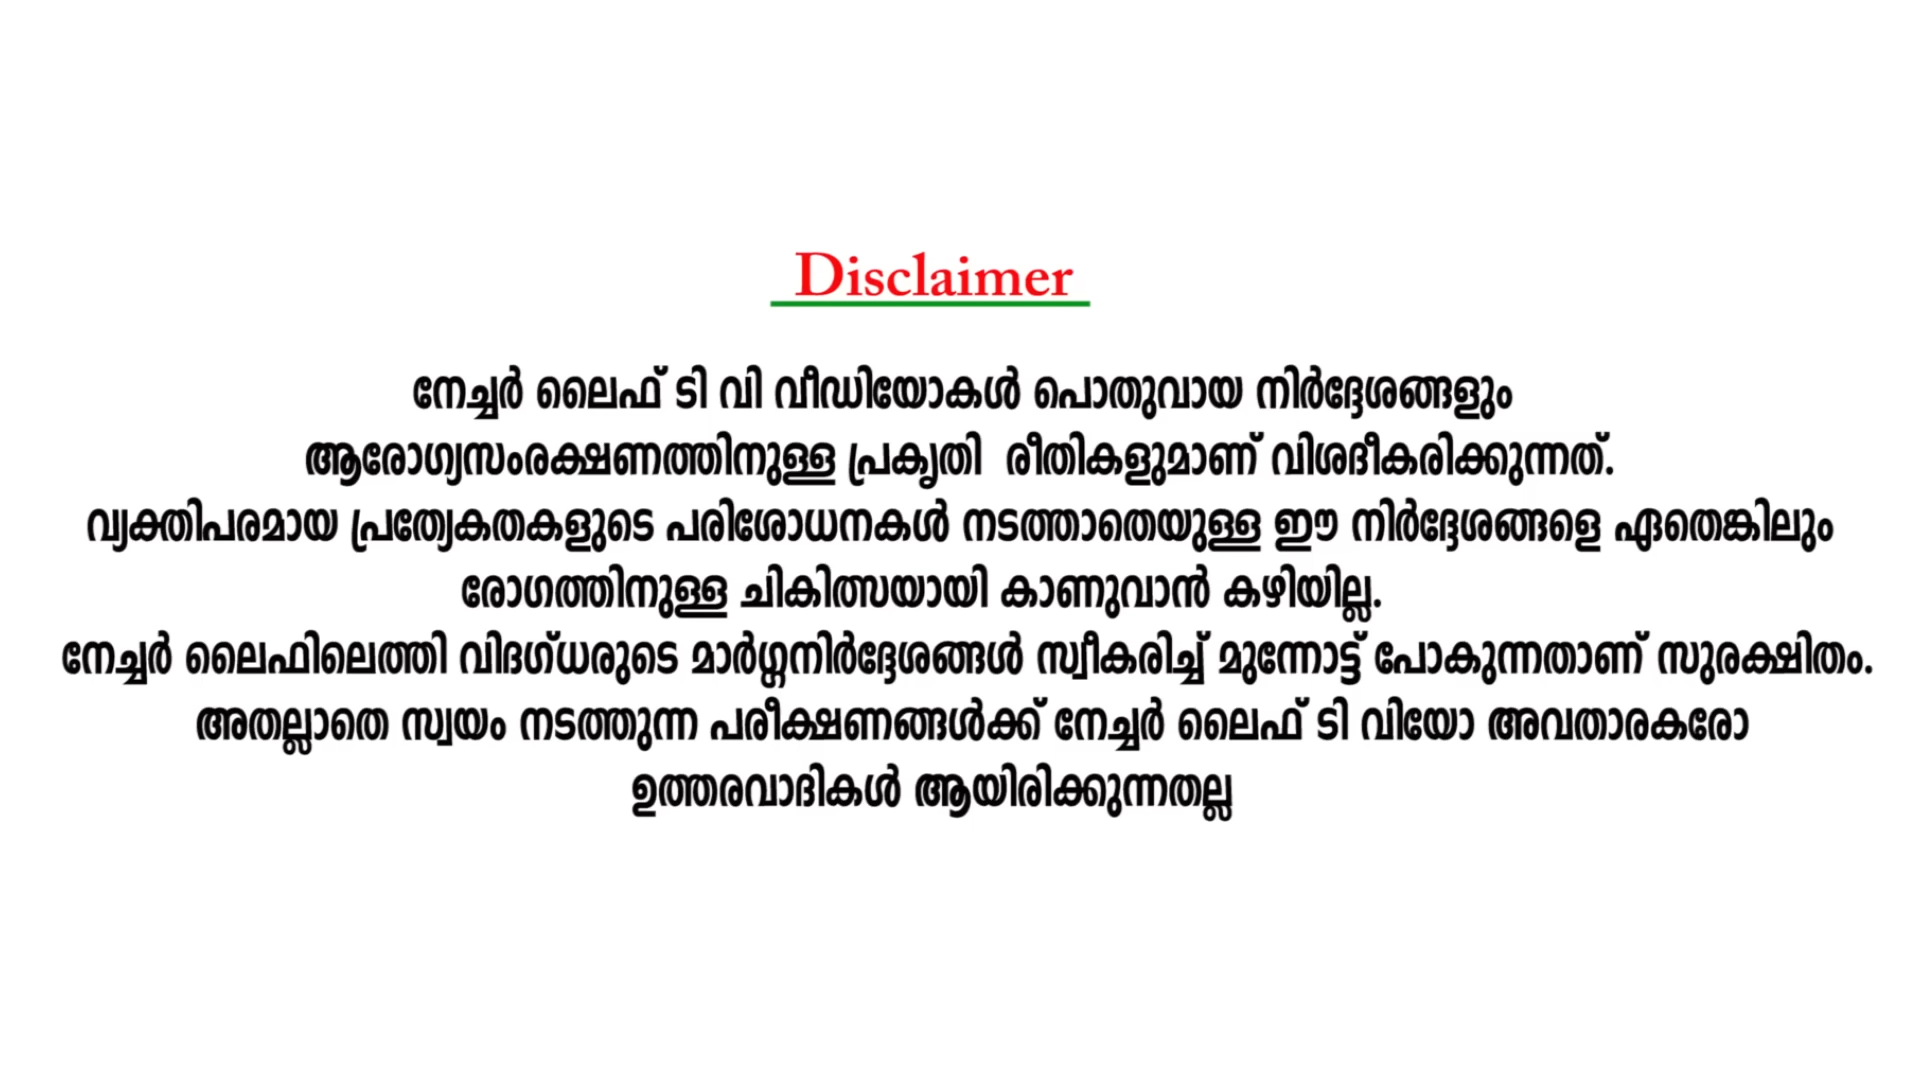 Disclaimer
നേച്ചർ ലൈഫ് ടി വി വീഡിയോകൾ പൊതുവായ നിർദ്ദേശങ്ങളും
ആരോഗ്യസംരക്ഷണത്തിനുള്ള പ്രകൃതി രീതികളുമാണ് വിശദീകരിക്കുന്നത്.
വ്യക്തിപരമായ പ്രത്യേകതകളുടെ പരിശോധനകൾ നടത്താതെയുള്ള ഈ നിർദ്ദേശങ്ങളെ ഏതെങ്കിലും
രോഗത്തിനുള്ള ചികിത്സയായി കാണുവാൻ കഴിയില്ല.
നേച്ചർ ലൈഫിലെത്തി വിദഗ്ധരുടെ മാർഗ്ഗനിർദ്ദേശങ്ങൾ സ്വീകരിച്ച് മുന്നോട്ട് പോകുന്നതാണ് സുരക്ഷിതം.
അതല്ലാതെ സ്വയം നടത്തുന്ന പരീക്ഷണങ്ങൾക്ക് നേച്ചർ ലൈഫ് ടി വിയോ അവതാരകരോ
ഉത്തരവാദികൾ ആയിരിക്കുന്നതല്ല